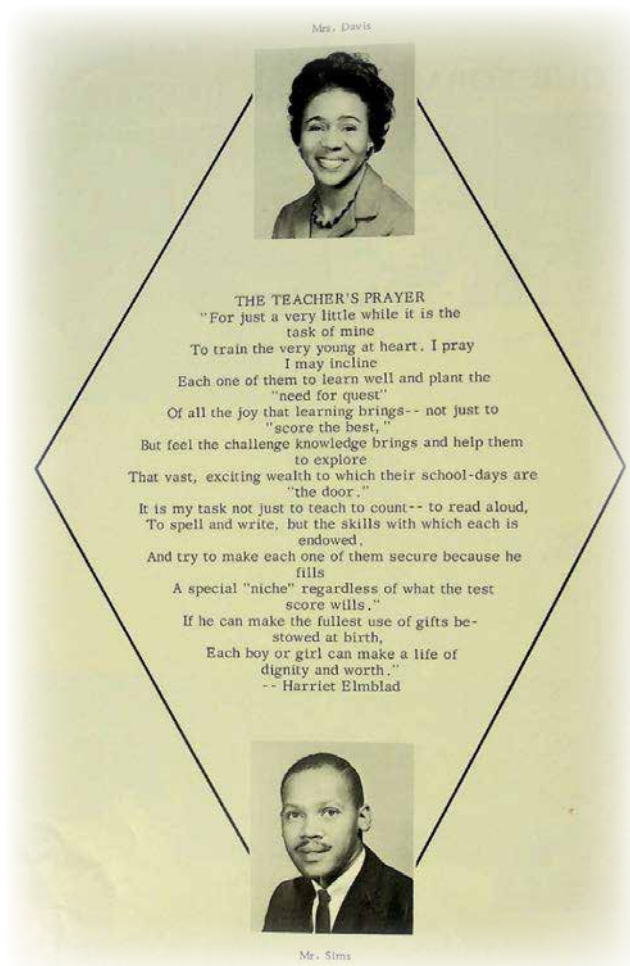 Mrs. Davis
THE TEACHER'S PRAYER
"For just a very little while it is the
task of mine
To train the very young at heart. I pray
I may incline
Each one of them to learn well and plant the
"need for quest"
Of all the joy that learning brings-- not just to
"score the best, "
But feel the challenge knowledge brings and help them
to explore
That vast, exciting wealth to which their school-days are
"the door."
It is my task not just to teach to count-- to read aloud,
To spell and write, but the skills with which each is
endowed,
And try to make each one of them secure because he
fills
A special "niche" regardless of what the test
score wills."
If he can make the fullest use of gifts be-
stowed at birth,
Each boy or girl can make a life of
dignity and worth."
-- Harriet Elmblad
Mr. Sims